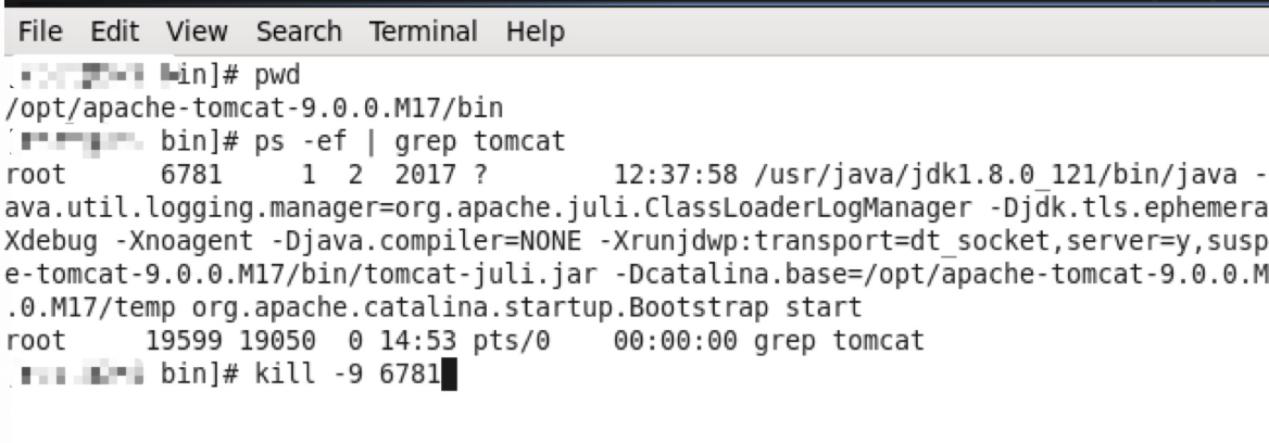 File Edit View Search Terminal Help
in]# pwd
/opt/apache-tomcat-9.0.0.M17/bin
bin]# ps -ef | grep tomcat
root 6781 1 2 2017 ? 12:37:58 /usr/java/jdk1.8.0_121/bin/java -
ava.util.logging.manager=org.apache.juli.ClassLoaderLogManager -Djdk.tls.ephemera
Xdebug -Xnoagent -Djava.compiler=NONE -Xrunjdwp:transport=dt_socket,server=y,susp
e-tomcat-9.0.0.M17/bin/tomcat-juli.jar -Dcatalina.base=/opt/apache-tomcat-9.0.0.M
.0.M17/temp org.apache.catalina.startup.Bootstrap start
root 19599 19050 0 14:53 pts/0 00:00:00 grep tomcat
bin]# kill -9 6781